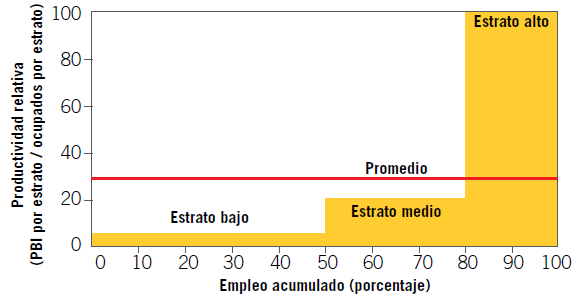 Productividad relativa
(PBI por estrato / ocupados por estrato)
100
80
60
40
20
0
Estrato alto
Promedio
Estrato bajo
Estrato medio
0 10 20 30 40 50 60 70 80 90 100
Empleo acumulado (porcentaje)